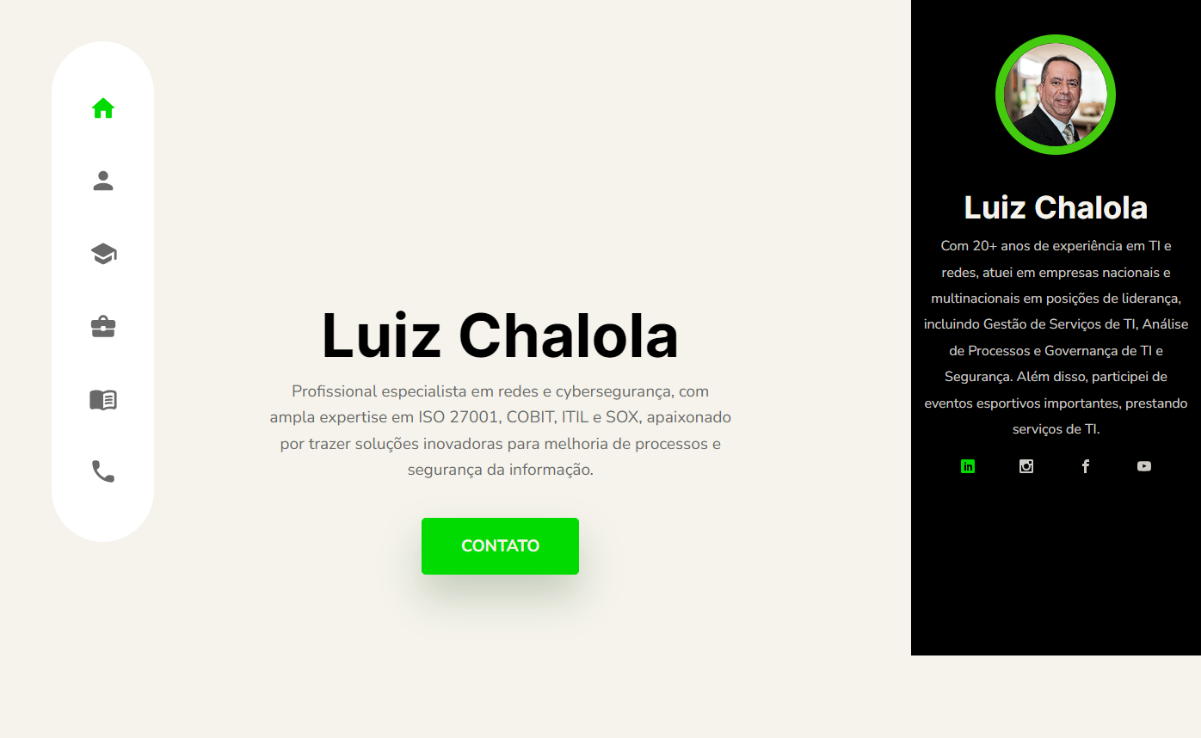 Luiz Chalola
Profissional especialista em redes e cybersegurança, com
ampla expertise em ISO 27001, COBIT, ITIL e SOX, apaixonado
por trazer soluções inovadoras para melhoria de processos e
segurança da informação.
CONTATO
Luiz Chalola
Com 20+ anos de experiência em TI e
redes, atuei em empresas nacionais e
multinacionais em posições de liderança,
incluindo Gestão de Serviços de TI, Análise
de Processos e Governança de TI e
Segurança. Além disso, participei de
eventos esportivos importantes, prestando
serviços de TI.